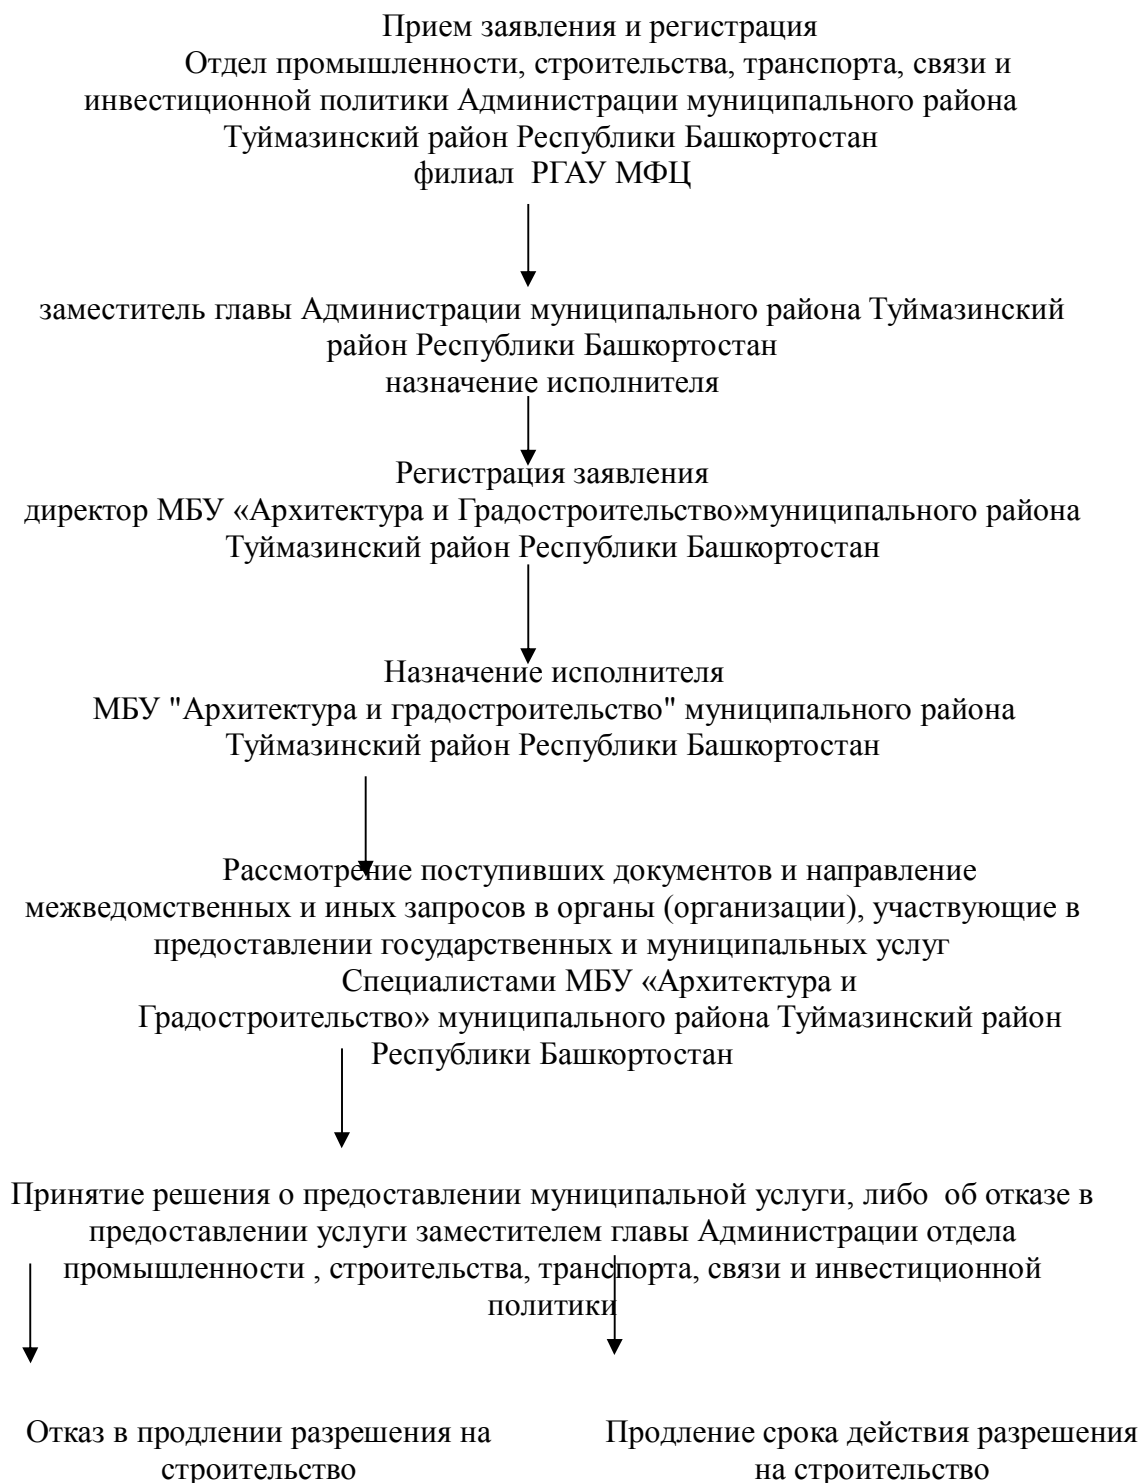 Прием заявления и регистрация
Отдел промышленности, строительства, транспорта, связи и
инвестиционной политики Администрации муниципального района
Туймазинский район Республики Башкортостан
филиал  РГАУ МФЦ
заместитель главы Администрации муниципального района Туймазинский
район Республики Башкортостан
назначение исполнителя
Регистрация заявления
директор МБУ «Архитектура и Градостроительство»муниципального района
Туймазинский район Республики Башкортостан
Назначение исполнителя
МБУ "Архитектура и градостроительство" муниципального района
Туймазинский район Республики Башкортостан
Рассмотрение поступивших документов и направление
межведомственных и иных запросов в органы (организации), участвующие в
предоставлении государственных и муниципальных услуг
Специалистами МБУ «Архитектура и
Градостроительство» муниципального района Туймазинский район
Республики Башкортостан
Принятие решения о предоставлении муниципальной услуги, либо  об отказе в
предоставлении услуги заместителем главы Администрации отдела
промышленности , строительства, транспорта, связи и инвестиционной
политики
Отказ в продлении разрешения на
строительство
Продление срока действия разрешения
на строительство